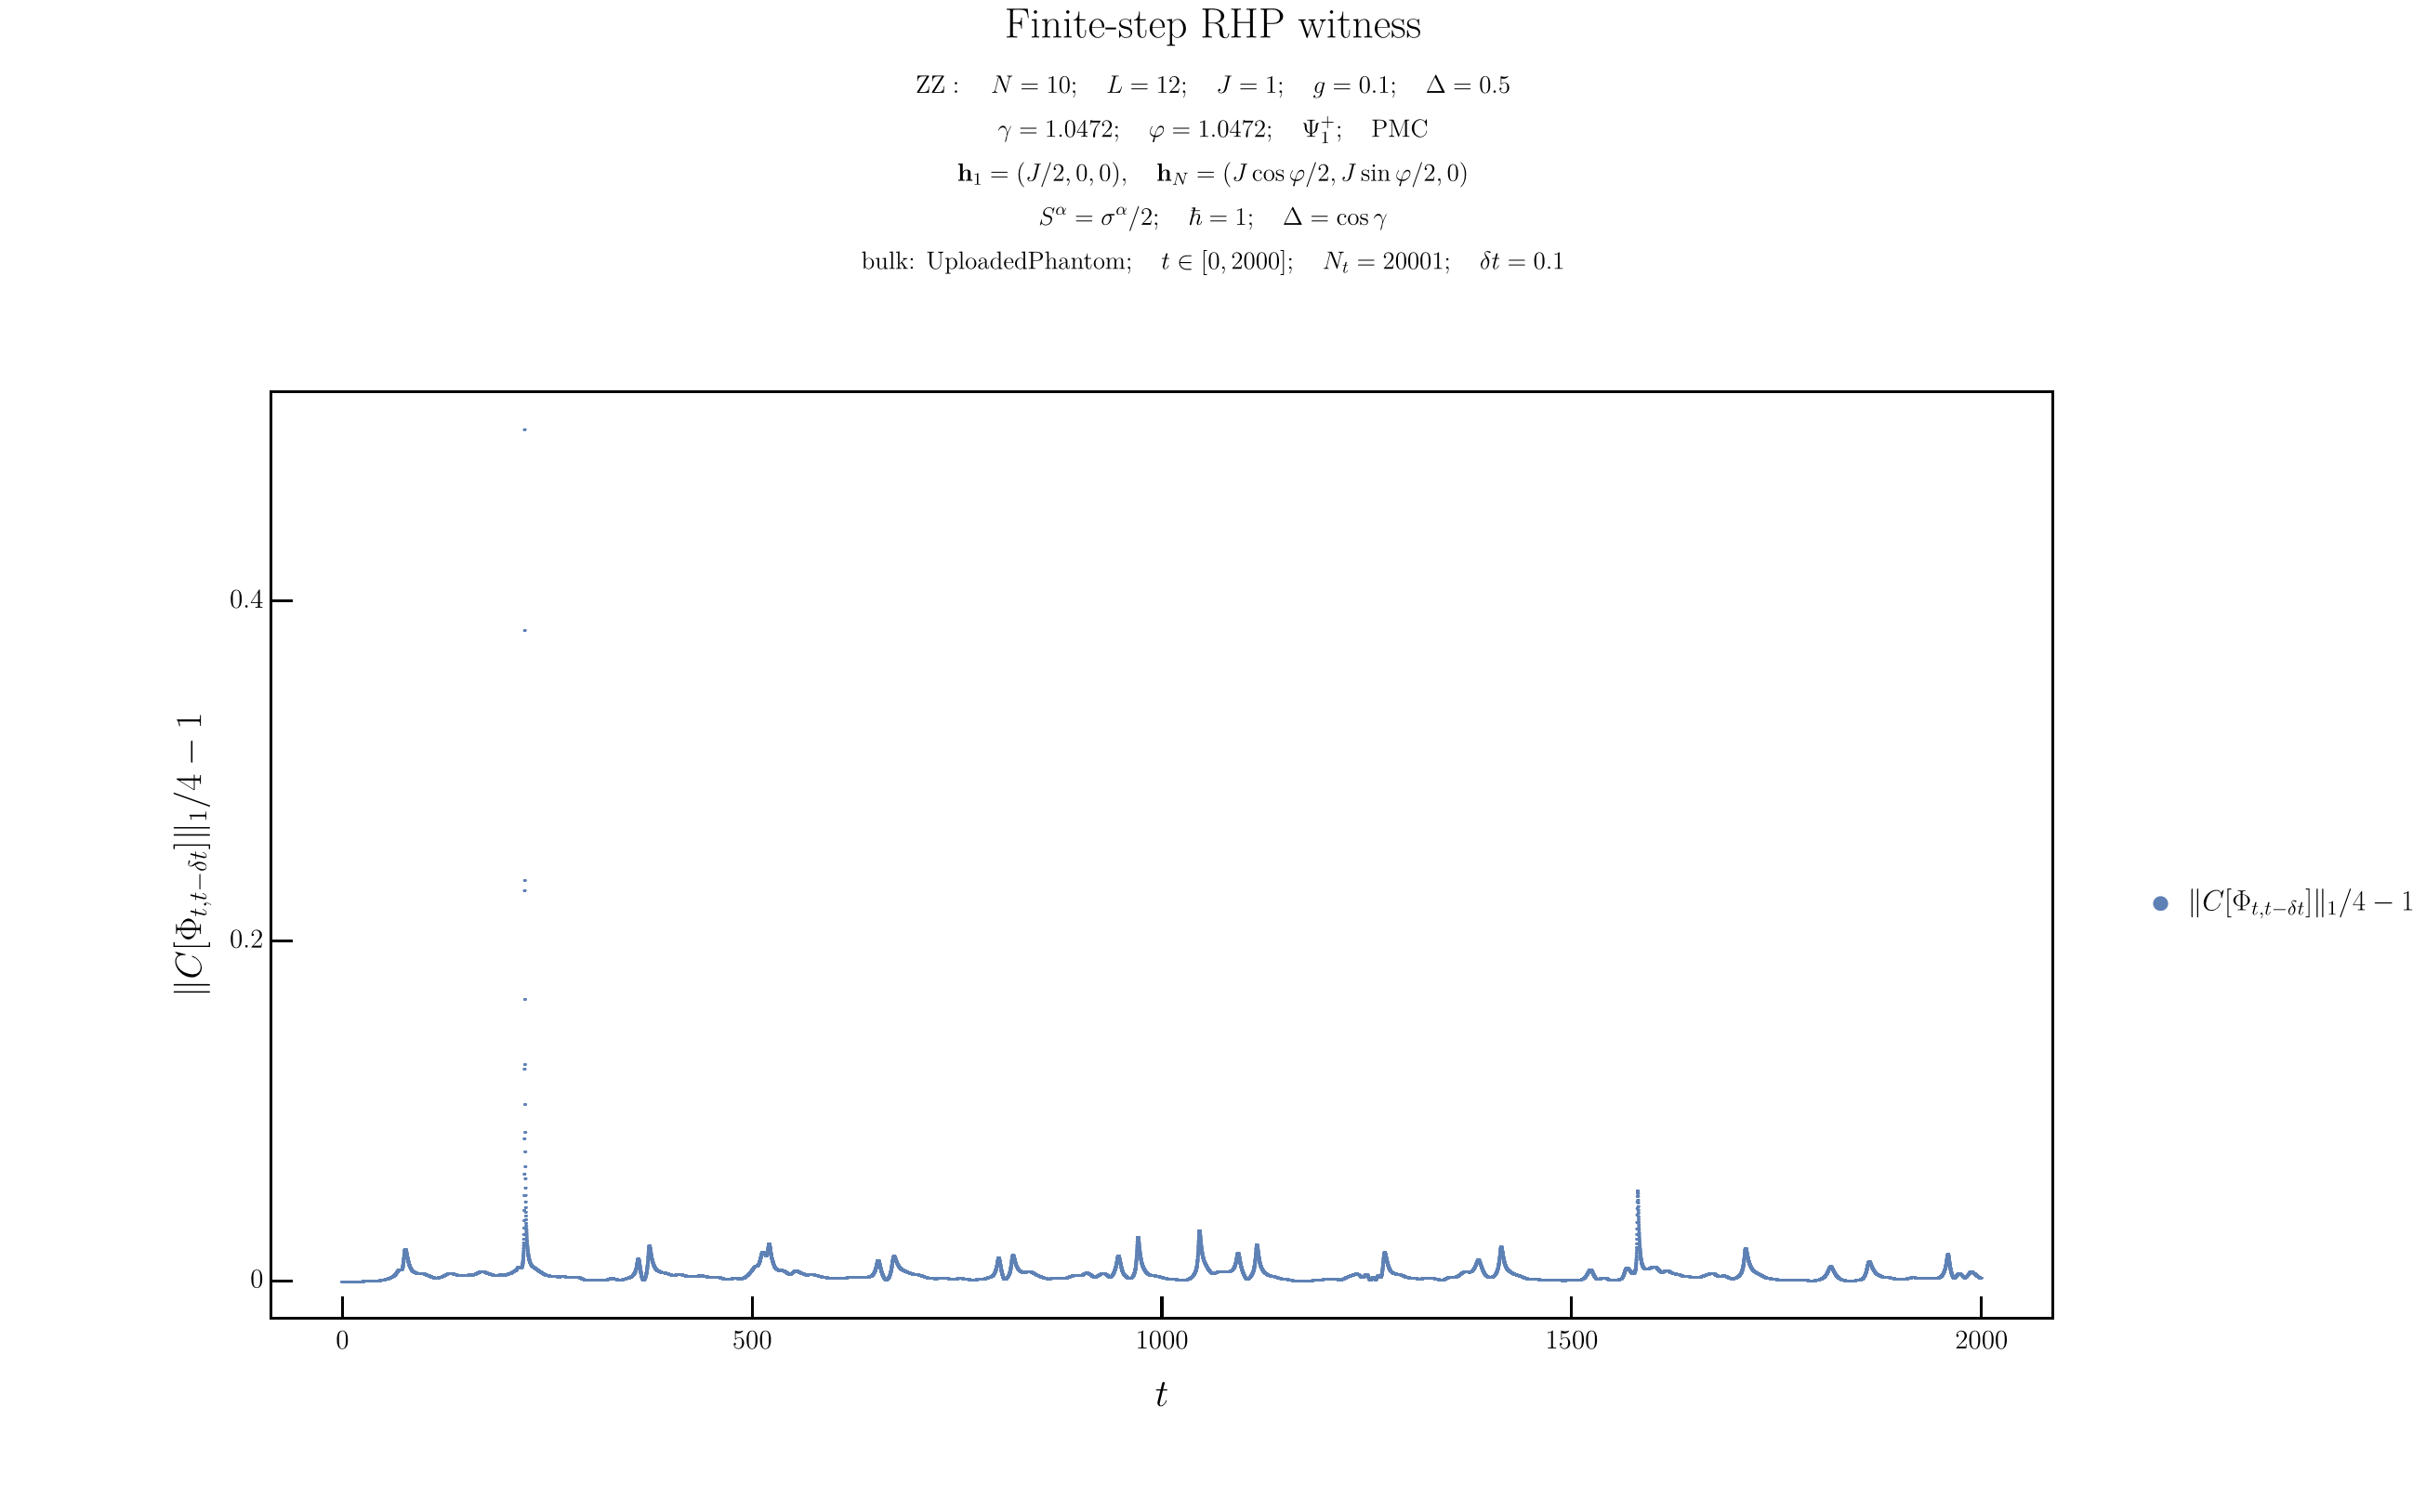 Finite-step RHP witness
ZZ :   N = 10;   L = 12;   J = 1;   g = 0.1;   Δ = 0.5
γ = 1.0472;   φ = 1.0472;   Ψ₁⁺;   PMC
𝐡₁ = (J/2, 0, 0),   𝐡_N = (J cos φ/2, J sin φ/2, 0)
S^α = σ^α/2;   ħ = 1;   Δ = cos γ
bulk: UploadedPhantom;   t ∈ [0, 2000];   N_t = 20001;   δt = 0.1
‖C[Φ_{t,t−δt}]‖₁/4 − 1
0.4
0.2
0
0 500 1000 1500 2000
t
‖C[Φ_{t,t−δt}]‖₁/4 − 1